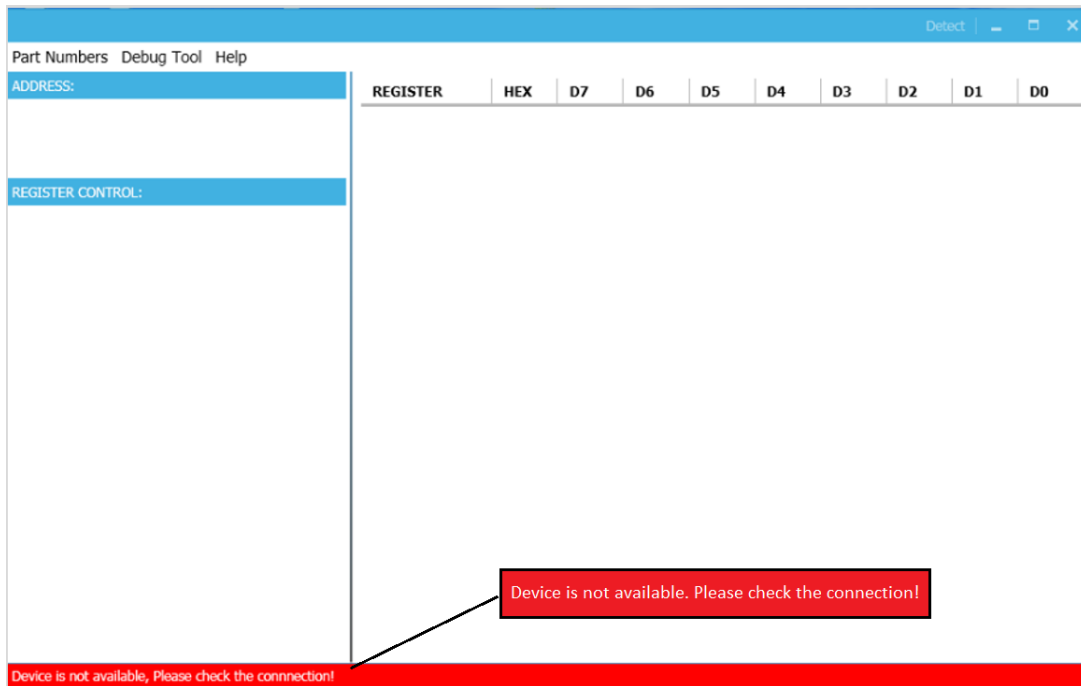 Detect
Part Numbers Debug Tool Help
ADDRESS:
REGISTER HEX D7 D6 D5 D4 D3 D2 D1 D0
REGISTER CONTROL:
Device is not available. Please check the connection!
Device is not available, Please check the connnection!